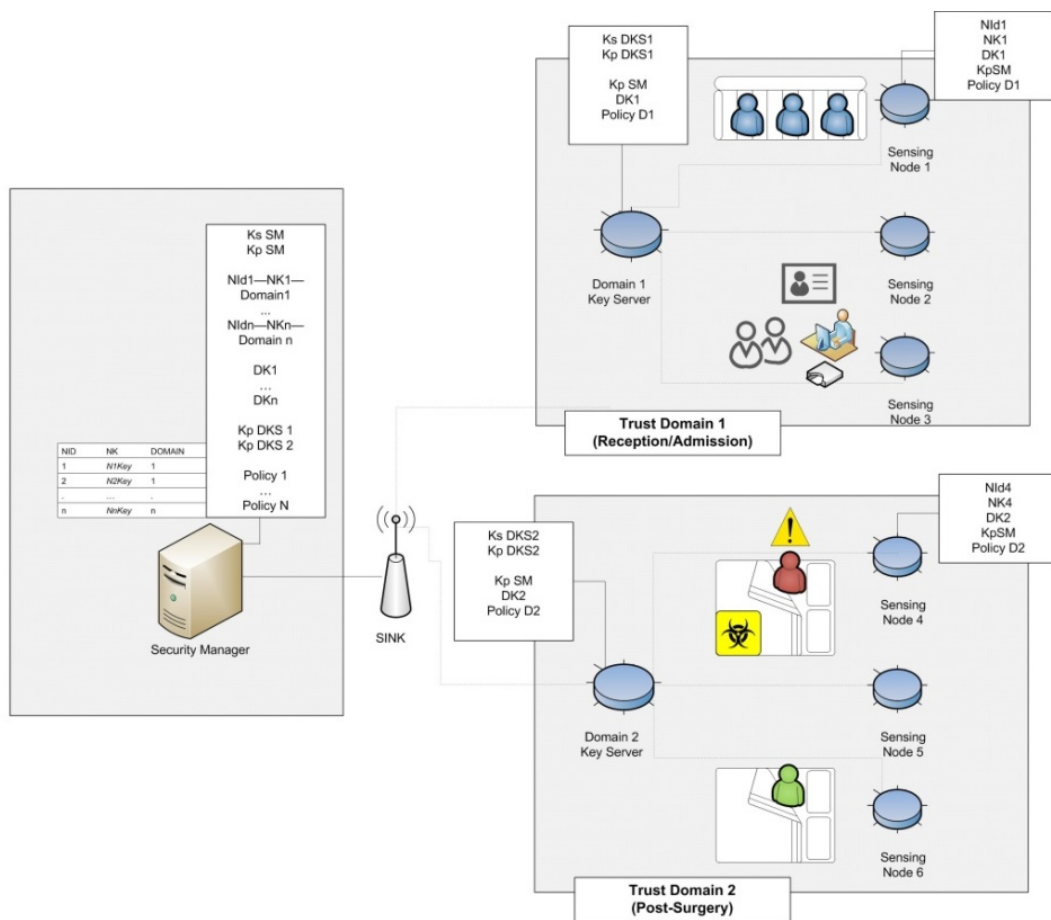 Ks SM
Kp SM
NId1—NK1—
Domain1
...
NIdn—NKn—
Domain n
DK1
...
DKn
Kp DKS 1
Kp DKS 2
Policy 1
...
Policy N
NID NK DOMAIN
1 N1Key 1
2 N2Key 1
. ... .
n NnKey n
Security Manager
SINK
Ks DKS1
Kp DKS1
Kp SM
DK1
Policy D1
NId1
NK1
DK1
KpSM
Policy D1
Sensing
Node 1
Domain 1
Key Server
Sensing
Node 2
Sensing
Node 3
Trust Domain 1
(Reception/Admission)
Ks DKS2
Kp DKS2
Kp SM
DK2
Policy D2
NId4
NK4
DK2
KpSM
Policy D2
Sensing
Node 4
Domain 2
Key Server
Sensing
Node 5
Sensing
Node 6
Trust Domain 2
(Post-Surgery)